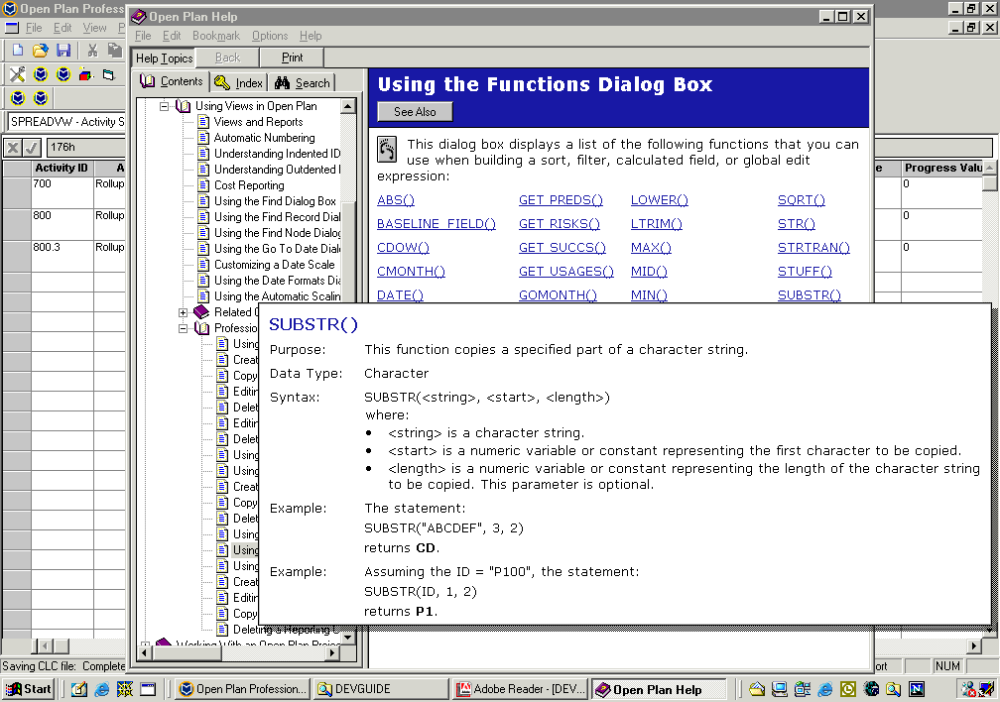 Open Plan Profess
File Edit View P
SPREADVW - Activity S
176h
Activity ID A
700 Rollup
800 Rollup
800.3 Rollup
e Progress Valu
0
0
0
Open Plan Help
File Edit Bookmark Options Help
Help Topics Back Print
Contents Index Search
Using Views in Open Plan
Views and Reports
Automatic Numbering
Understanding Indented ID
Understanding Outdented I
Cost Reporting
Using the Find Dialog Box
Using the Find Record Dial
Using the Find Node Dialog
Using the Go To Date Dial
Customizing a Date Scale
Using the Date Formats Di
Using the Automatic Scalin
Related
Professio
Using
Creat
Copy
Editin
Delet
Editin
Delet
Using
Using
Creat
Copy
Delet
Using
Using
Using
Creat
Editin
Copy
Deleting a Reporting C
Working With an Open Plan Projec
Using the Functions Dialog Box
See Also
This dialog box displays a list of the following functions that you can
use when building a sort, filter, calculated field, or global edit
expression:
ABS() GET_PREDS() LOWER() SQRT()
BASELINE_FIELD() GET_RISKS() LTRIM() STR()
CDOW() GET_SUCCS() MAX() STRTRAN()
CMONTH() GET_USAGES() MID() STUFF()
DATE() GOMONTH() MIN() SUBSTR()
SUBSTR()
Purpose: This function copies a specified part of a character string.
Data Type: Character
Syntax: SUBSTR(<string>, <start>, <length>)
where:
• <string> is a character string.
• <start> is a numeric variable or constant representing the first character to be copied.
• <length> is a numeric variable or constant representing the length of the character string
to be copied. This parameter is optional.
Example: The statement:
SUBSTR("ABCDEF", 3, 2)
returns CD.
Example: Assuming the ID = "P100", the statement:
SUBSTR(ID, 1, 2)
returns P1.
Saving CLC file: Complete
ort NUM
Start Open Plan Profession... DEVGUIDE Adobe Reader - [DEV... Open Plan Help